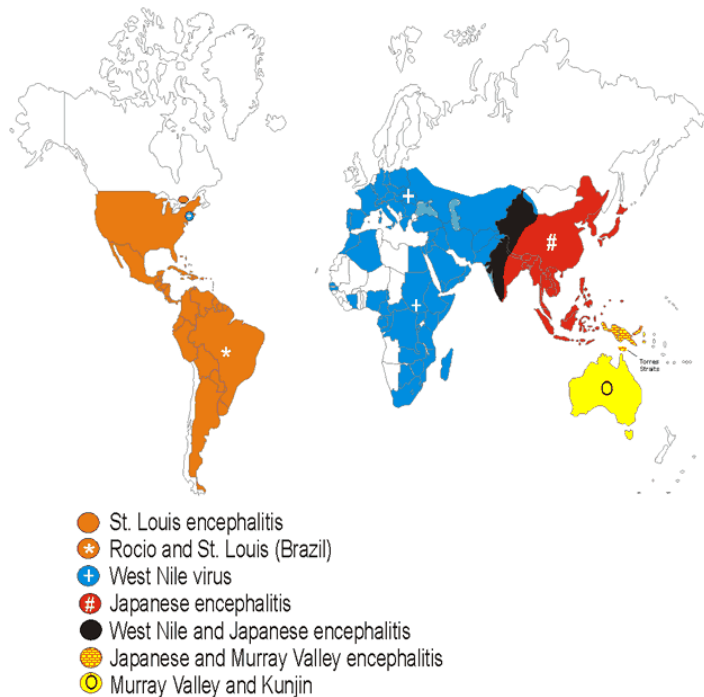 Torres
Straits
St. Louis encephalitis
* Rocio and St. Louis (Brazil)
+ West Nile virus
# Japanese encephalitis
West Nile and Japanese encephalitis
Japanese and Murray Valley encephalitis
O Murray Valley and Kunjin